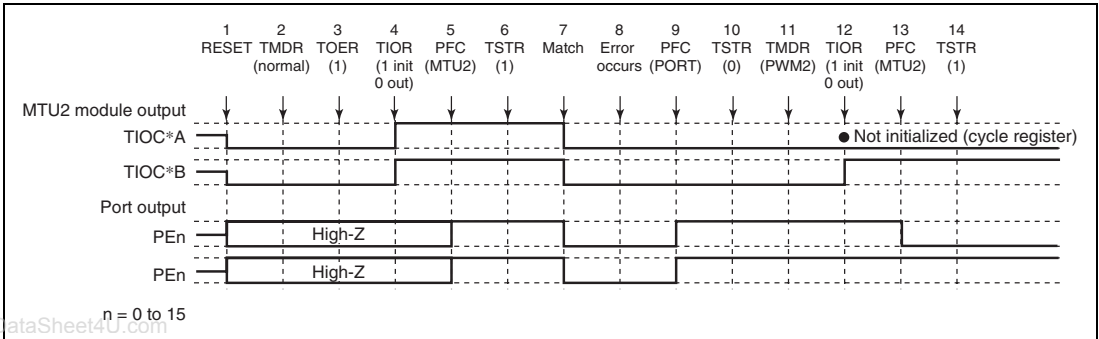 1 2 3 4 5 6 7 8 9 10 11 12 13 14
RESET TMDR TOER TIOR PFC TSTR Match Error PFC TSTR TMDR TIOR PFC TSTR
(normal) (1) (1 init (MTU2) (1) occurs (PORT) (0) (PWM2) (1 init (MTU2) (1)
0 out) 0 out)
MTU2 module output
TIOC*A
● Not initialized (cycle register)
TIOC*B
Port output
PEn
High-Z
PEn
High-Z
n = 0 to 15
DataSheet4U.com